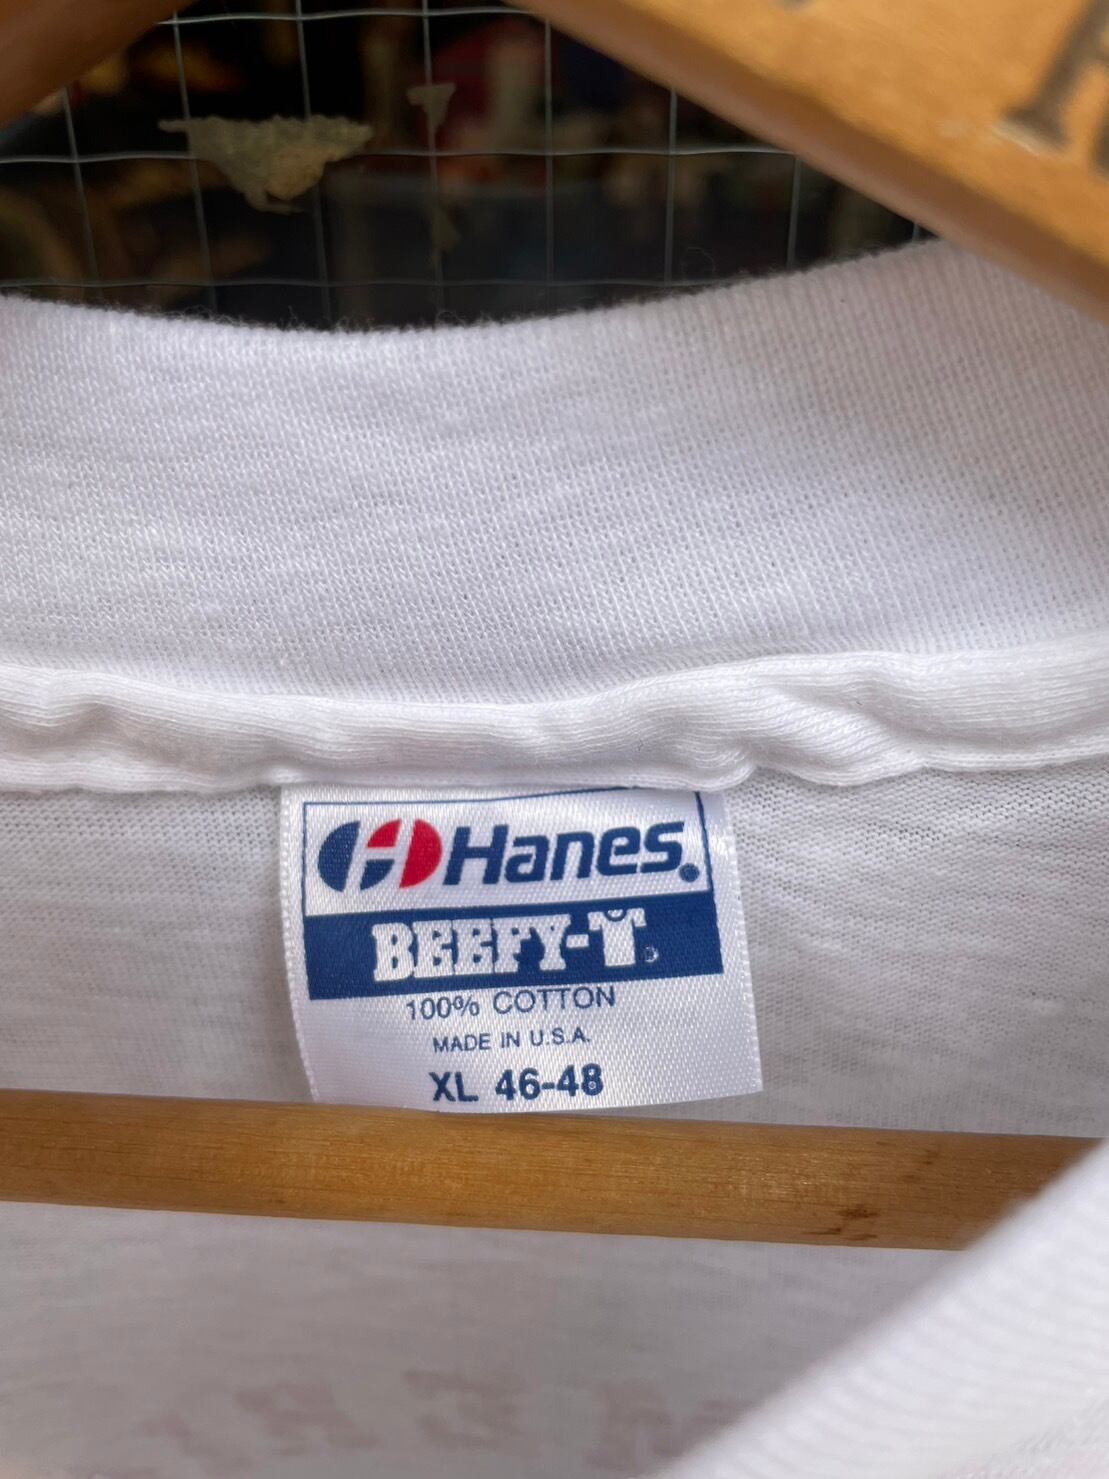 Hanes.
BEEFY-T®
100% COTTON
MADE IN U.S.A.
XL 46-48